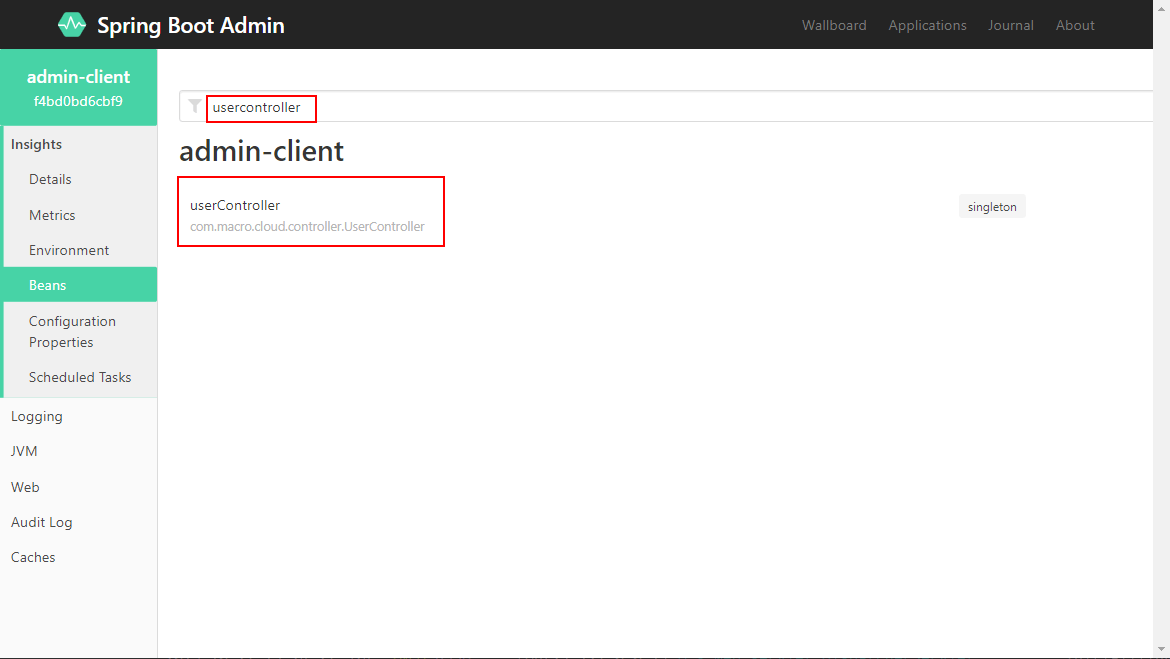 Spring Boot Admin
Wallboard Applications Journal About
admin-client
f4bd0bd6cbf9
Insights
Details
Metrics
Environment
Beans
Configuration
Properties
Scheduled Tasks
Logging
JVM
Web
Audit Log
Caches
usercontroller
admin-client
userController
com.macro.cloud.controller.UserController
singleton